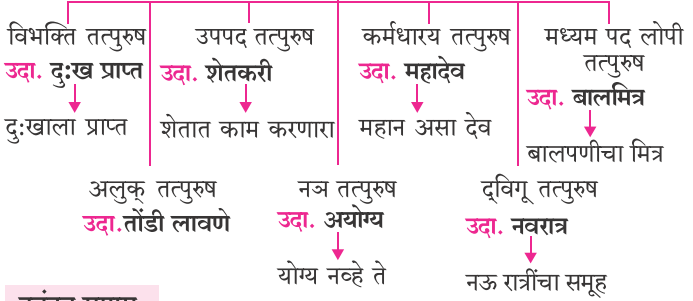 विभक्ति तत्पुरुष
उदा. दुःख प्राप्त
दुःखाला प्राप्त
उपपद तत्पुरुष
उदा. शेतकरी
शेतात काम करणारा
कर्मधारय तत्पुरुष
उदा. महादेव
महान असा देव
मध्यम पद लोपी
तत्पुरुष
उदा. बालमित्र
बालपणीचा मित्र
अलुक् तत्पुरुष
उदा.तोंडी लावणे
नञ तत्पुरुष
उदा. अयोग्य
योग्य नव्हे ते
द्‌विगू तत्पुरुष
उदा. नवरात्र
नऊ रात्रींचा समूह